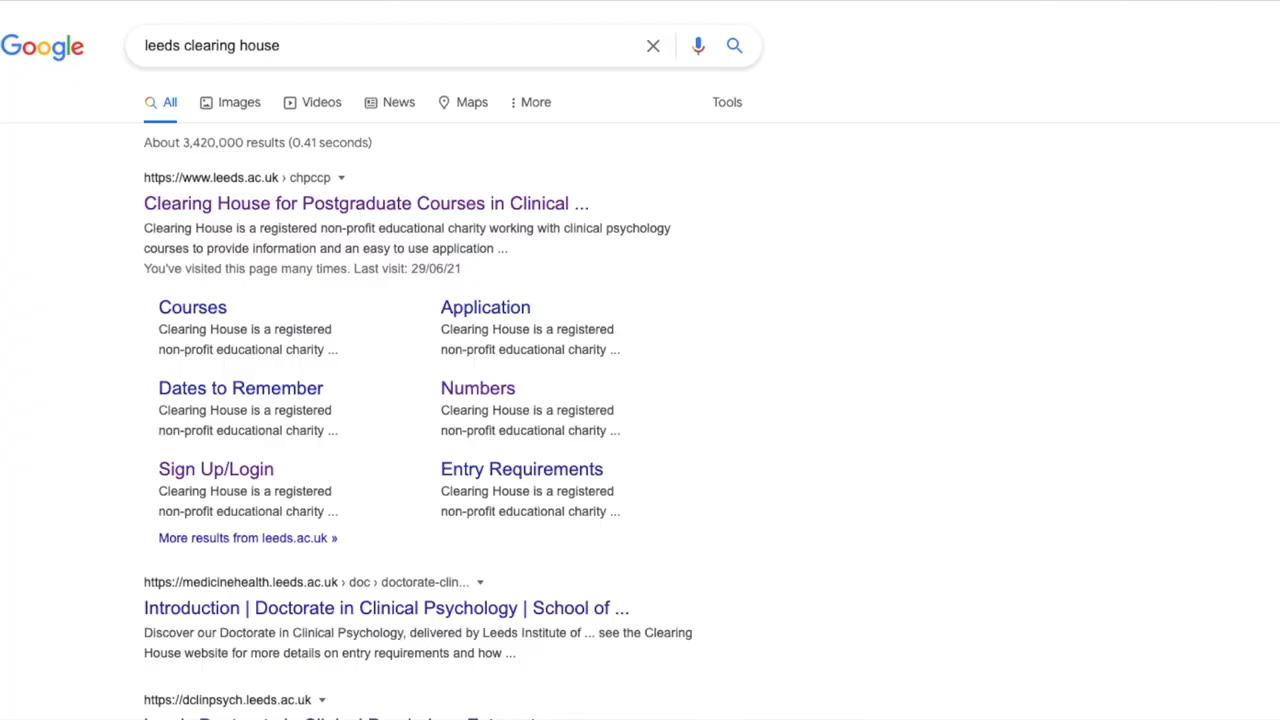 Google
leeds clearing house
All Images Videos News Maps More Tools
About 3,420,000 results (0.41 seconds)
https://www.leeds.ac.uk › chpccp
Clearing House for Postgraduate Courses in Clinical ...
Clearing House is a registered non-profit educational charity working with clinical psychology
courses to provide information and an easy to use application ...
You've visited this page many times. Last visit: 29/06/21
Courses
Clearing House is a registered
non-profit educational charity ...
Application
Clearing House is a registered
non-profit educational charity ...
Dates to Remember
Clearing House is a registered
non-profit educational charity ...
Numbers
Clearing House is a registered
non-profit educational charity ...
Sign Up/Login
Clearing House is a registered
non-profit educational charity ...
Entry Requirements
Clearing House is a registered
non-profit educational charity ...
More results from leeds.ac.uk »
https://medicinehealth.leeds.ac.uk › doc › doctorate-clin...
Introduction | Doctorate in Clinical Psychology | School of ...
Discover our Doctorate in Clinical Psychology, delivered by Leeds Institute of ... see the Clearing
House website for more details on entry requirements and how ...
https://dclinpsych.leeds.ac.uk